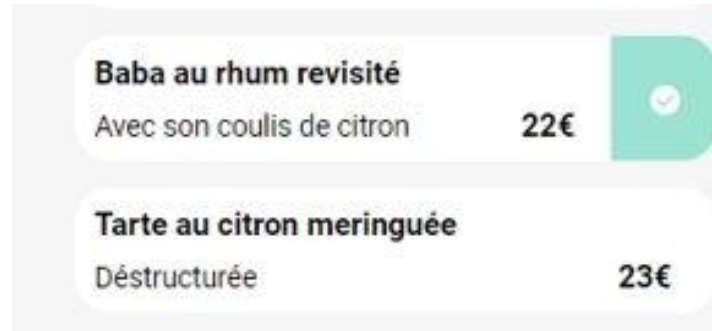 Baba au rhum revisité
Avec son coulis de citron 22€
Tarte au citron meringuée
Déstructurée 23€